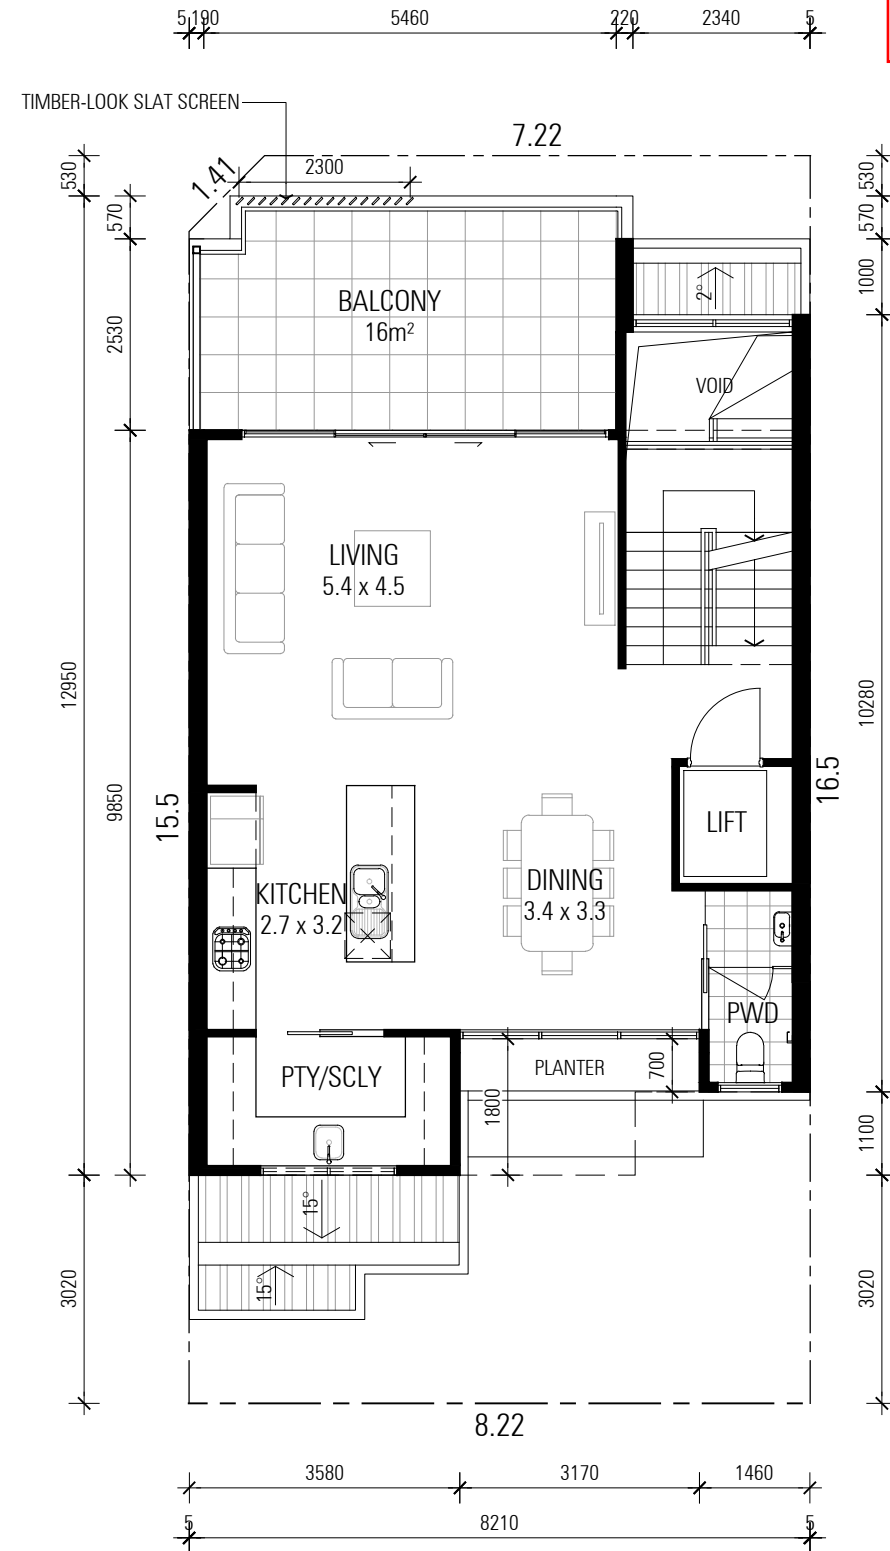 5 190 5460 220 2340 5
TIMBER-LOOK SLAT SCREEN
7.22
1.41
2300
530
530
570
570
BALCONY
16m²
2°
1000
2530
VOID
LIVING
5.4 x 4.5
12950
10280
9850
15.5
16.5
LIFT
KITCHEN
2.7 x 3.2
DINING
3.4 x 3.3
PWD
PTY/SCLY
PLANTER
700
1800
1100
15°
15°
3020
3020
8.22
3580 3170 1460
5 8210 5